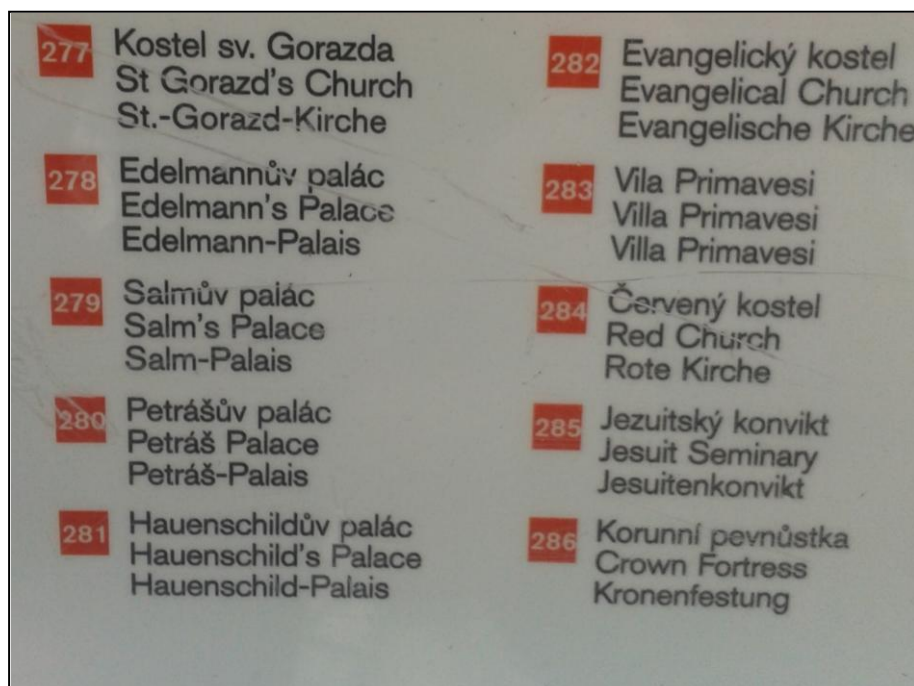 277 Kostel sv. Gorazda
St Gorazd's Church
St.-Gorazd-Kirche
278 Edelmannův palác
Edelmann's Palace
Edelmann-Palais
279 Salmův palác
Salm's Palace
Salm-Palais
280 Petrášův palác
Petráš Palace
Petráš-Palais
281 Hauenschildův palác
Hauenschild's Palace
Hauenschild-Palais
282 Evangelický kostel
Evangelical Church
Evangelische Kirche
283 Vila Primavesi
Villa Primavesi
Villa Primavesi
284 Červený kostel
Red Church
Rote Kirche
285 Jezuitský konvikt
Jesuit Seminary
Jesuitenkonvikt
286 Korunní pevnůstka
Crown Fortress
Kronenfestung